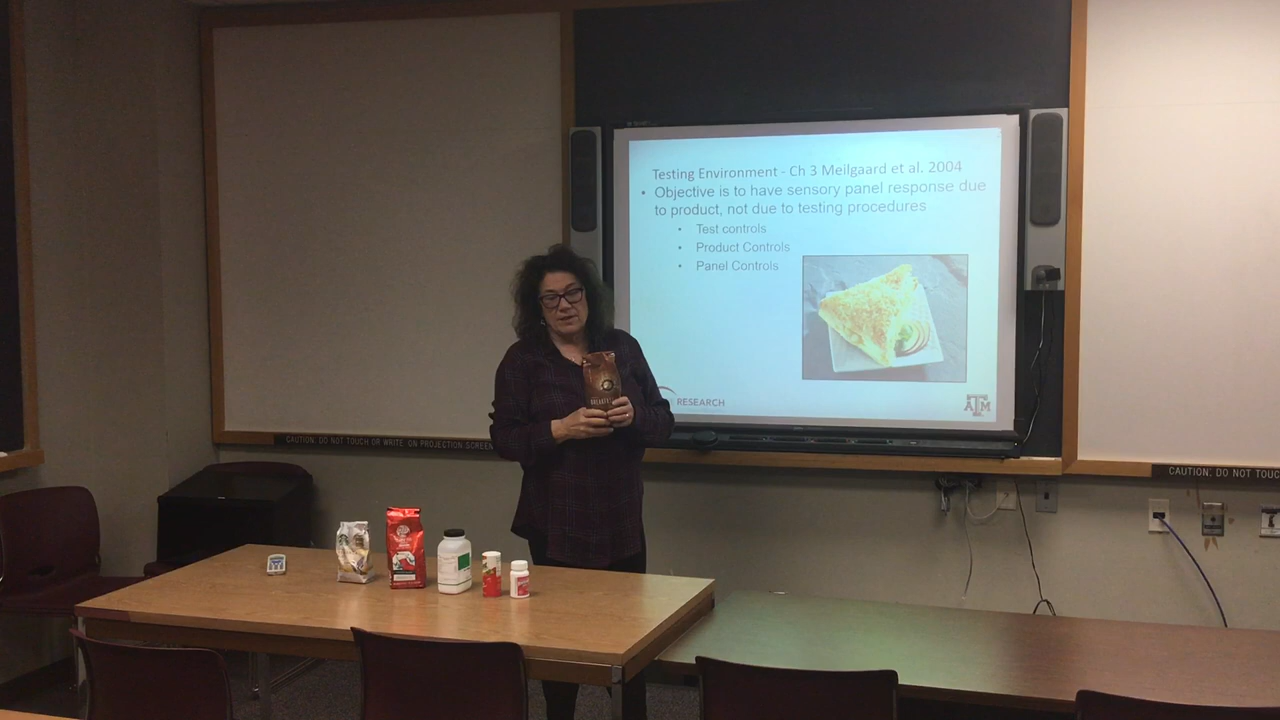 Testing Environment - Ch 3 Meilgaard et al. 2004
• Objective is to have sensory panel response due
to product, not due to testing procedures
• Test controls
• Product Controls
• Panel Controls
RESEARCH
ATM
CAUTION: DO NOT TOUCH OR WRITE ON PROJECTION SCREEN
CAUTION: DO NOT TOUC